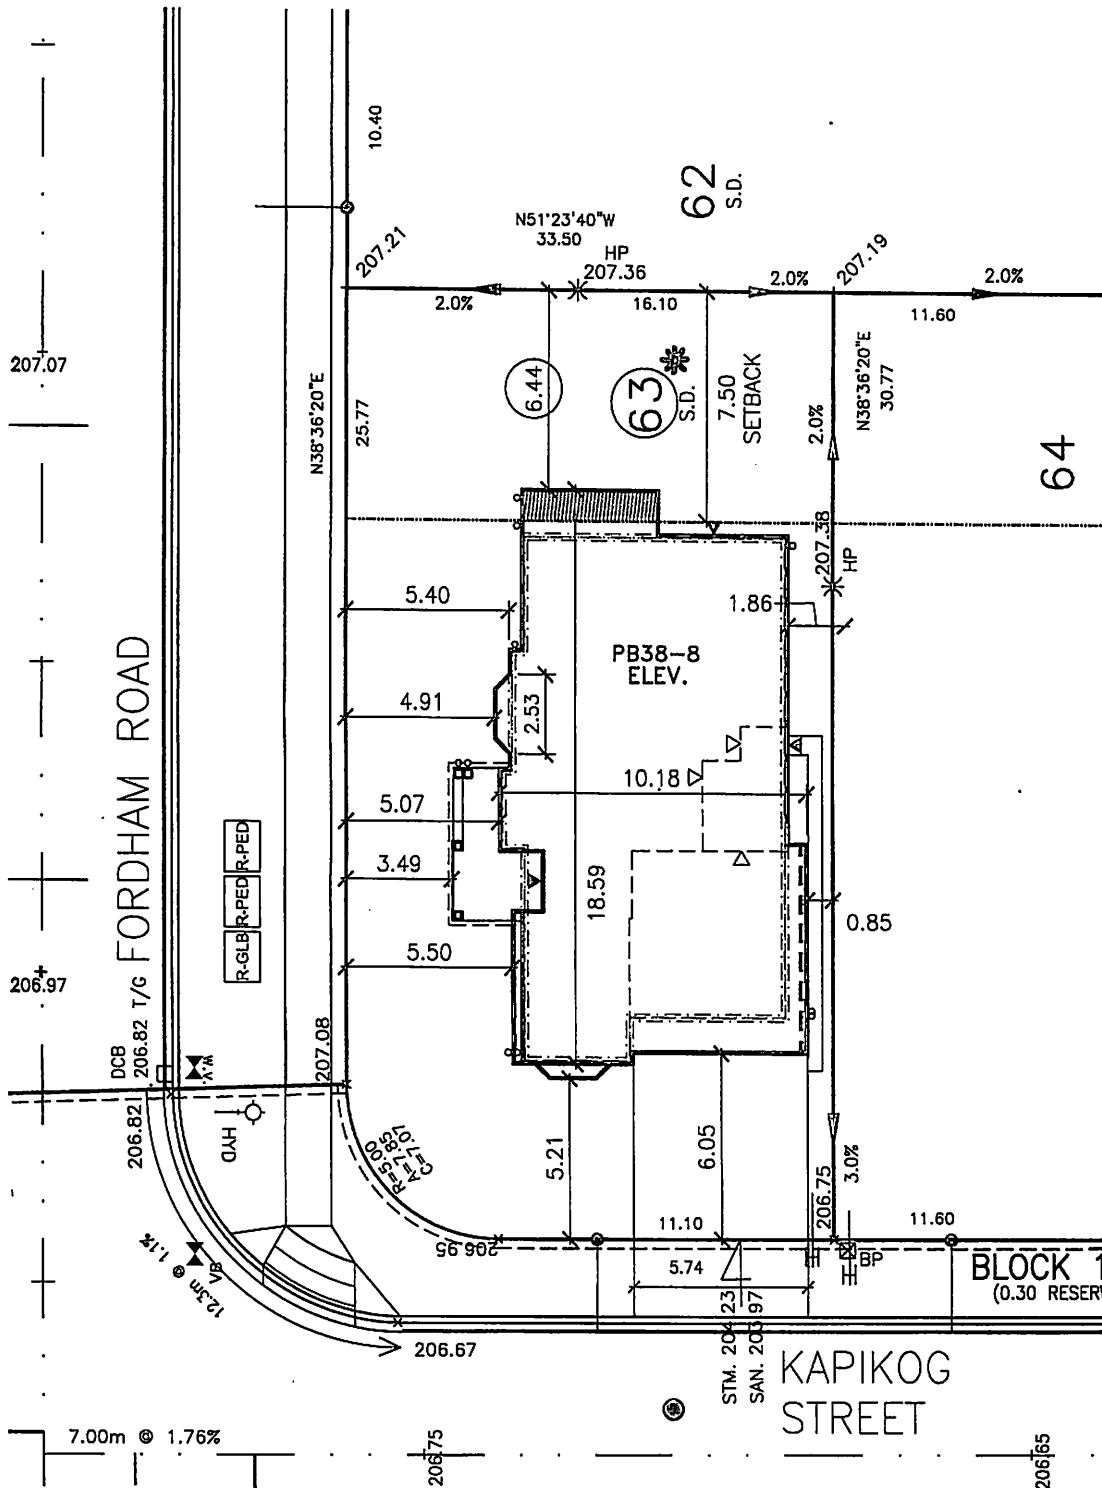 10.40
62
S.D.
N51°23'40"W
33.50
HP
207.36
207.21
207.19
2.0%
16.10
2.0%
2.0%
11.60
207.07
N38°36'20"E
25.77
6.44
63
S.D.
7.50
SETBACK
2.0%
N38°36'20"E
30.77
64
207.38
HP
5.40
1.86
PB38-8
ELEV.
4.91
2.53
FORDHAM ROAD
10.18
5.07
3.49
18.59
R-PED
R-PED
R-GLB
0.85
5.50
206.97
DCB
206.82 T/G
W.V.
207.08
206.82
HYD
R=5.00
A=7.85
C=7.07
5.21
6.05
206.75
3.0%
206.95
11.10
11.60
BP
12.3m @ 1.1%
VB
5.74
BLOCK 1
(0.30 RESER
206.67
STM. 204.23
SAN. 203.97
KAPIKOG
STREET
7.00m @ 1.76%
206.75
206.65